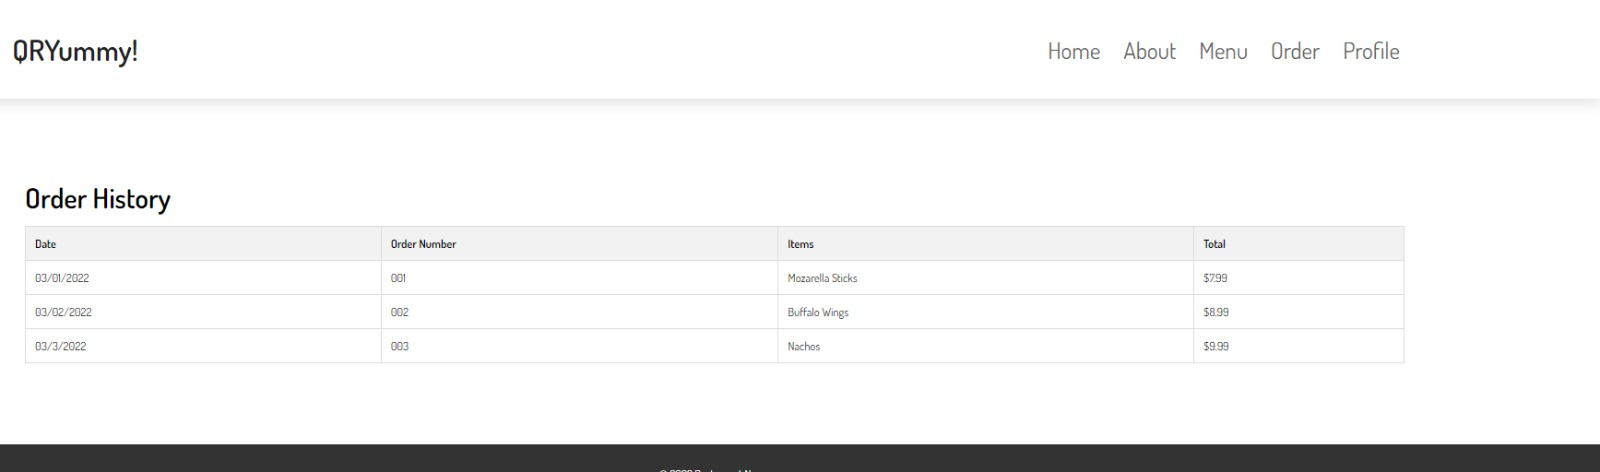 QRYummy!
Home About Menu Order Profile
Order History
Date Order Number Items Total
03/01/2022 001 Mozarella Sticks $7.99
03/02/2022 002 Buffalo Wings $8.99
03/3/2022 003 Nachos $9.99